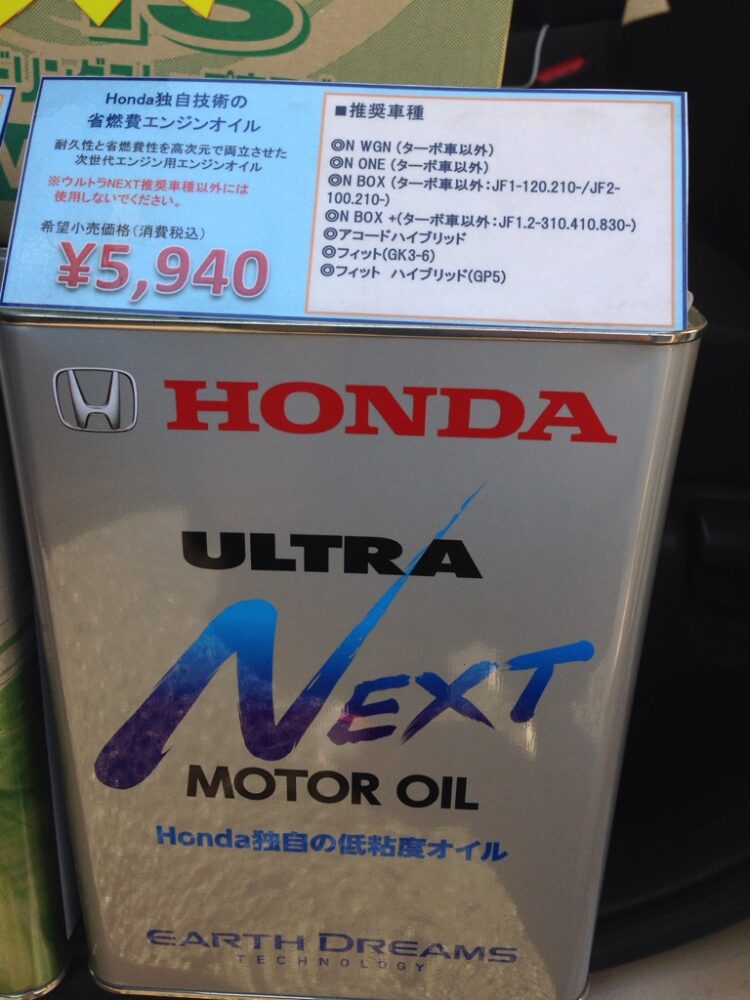 Honda独自技術の
省燃費エンジンオイル
耐久性と省燃費性を高次元で両立させた
次世代エンジン用エンジンオイル
※ウルトラNEXT推奨車種以外には
使用しないでください。
希望小売価格(消費税込)
¥5,940
■推奨車種
◎N WGN (ターボ車以外)
◎N ONE (ターボ車以外)
◎N BOX (ターボ車以外:JF1-120.210-/JF2-
100.210-)
◎N BOX +(ターボ車以外:JF1.2-310.410.830-)
◎アコードハイブリッド
◎フィット(GK3-6)
◎フィット ハイブリッド(GP5)
HONDA
ULTRA
NEXT
MOTOR OIL
Honda独自の低粘度オイル
EARTH DREAMS
TECHNOLOGY